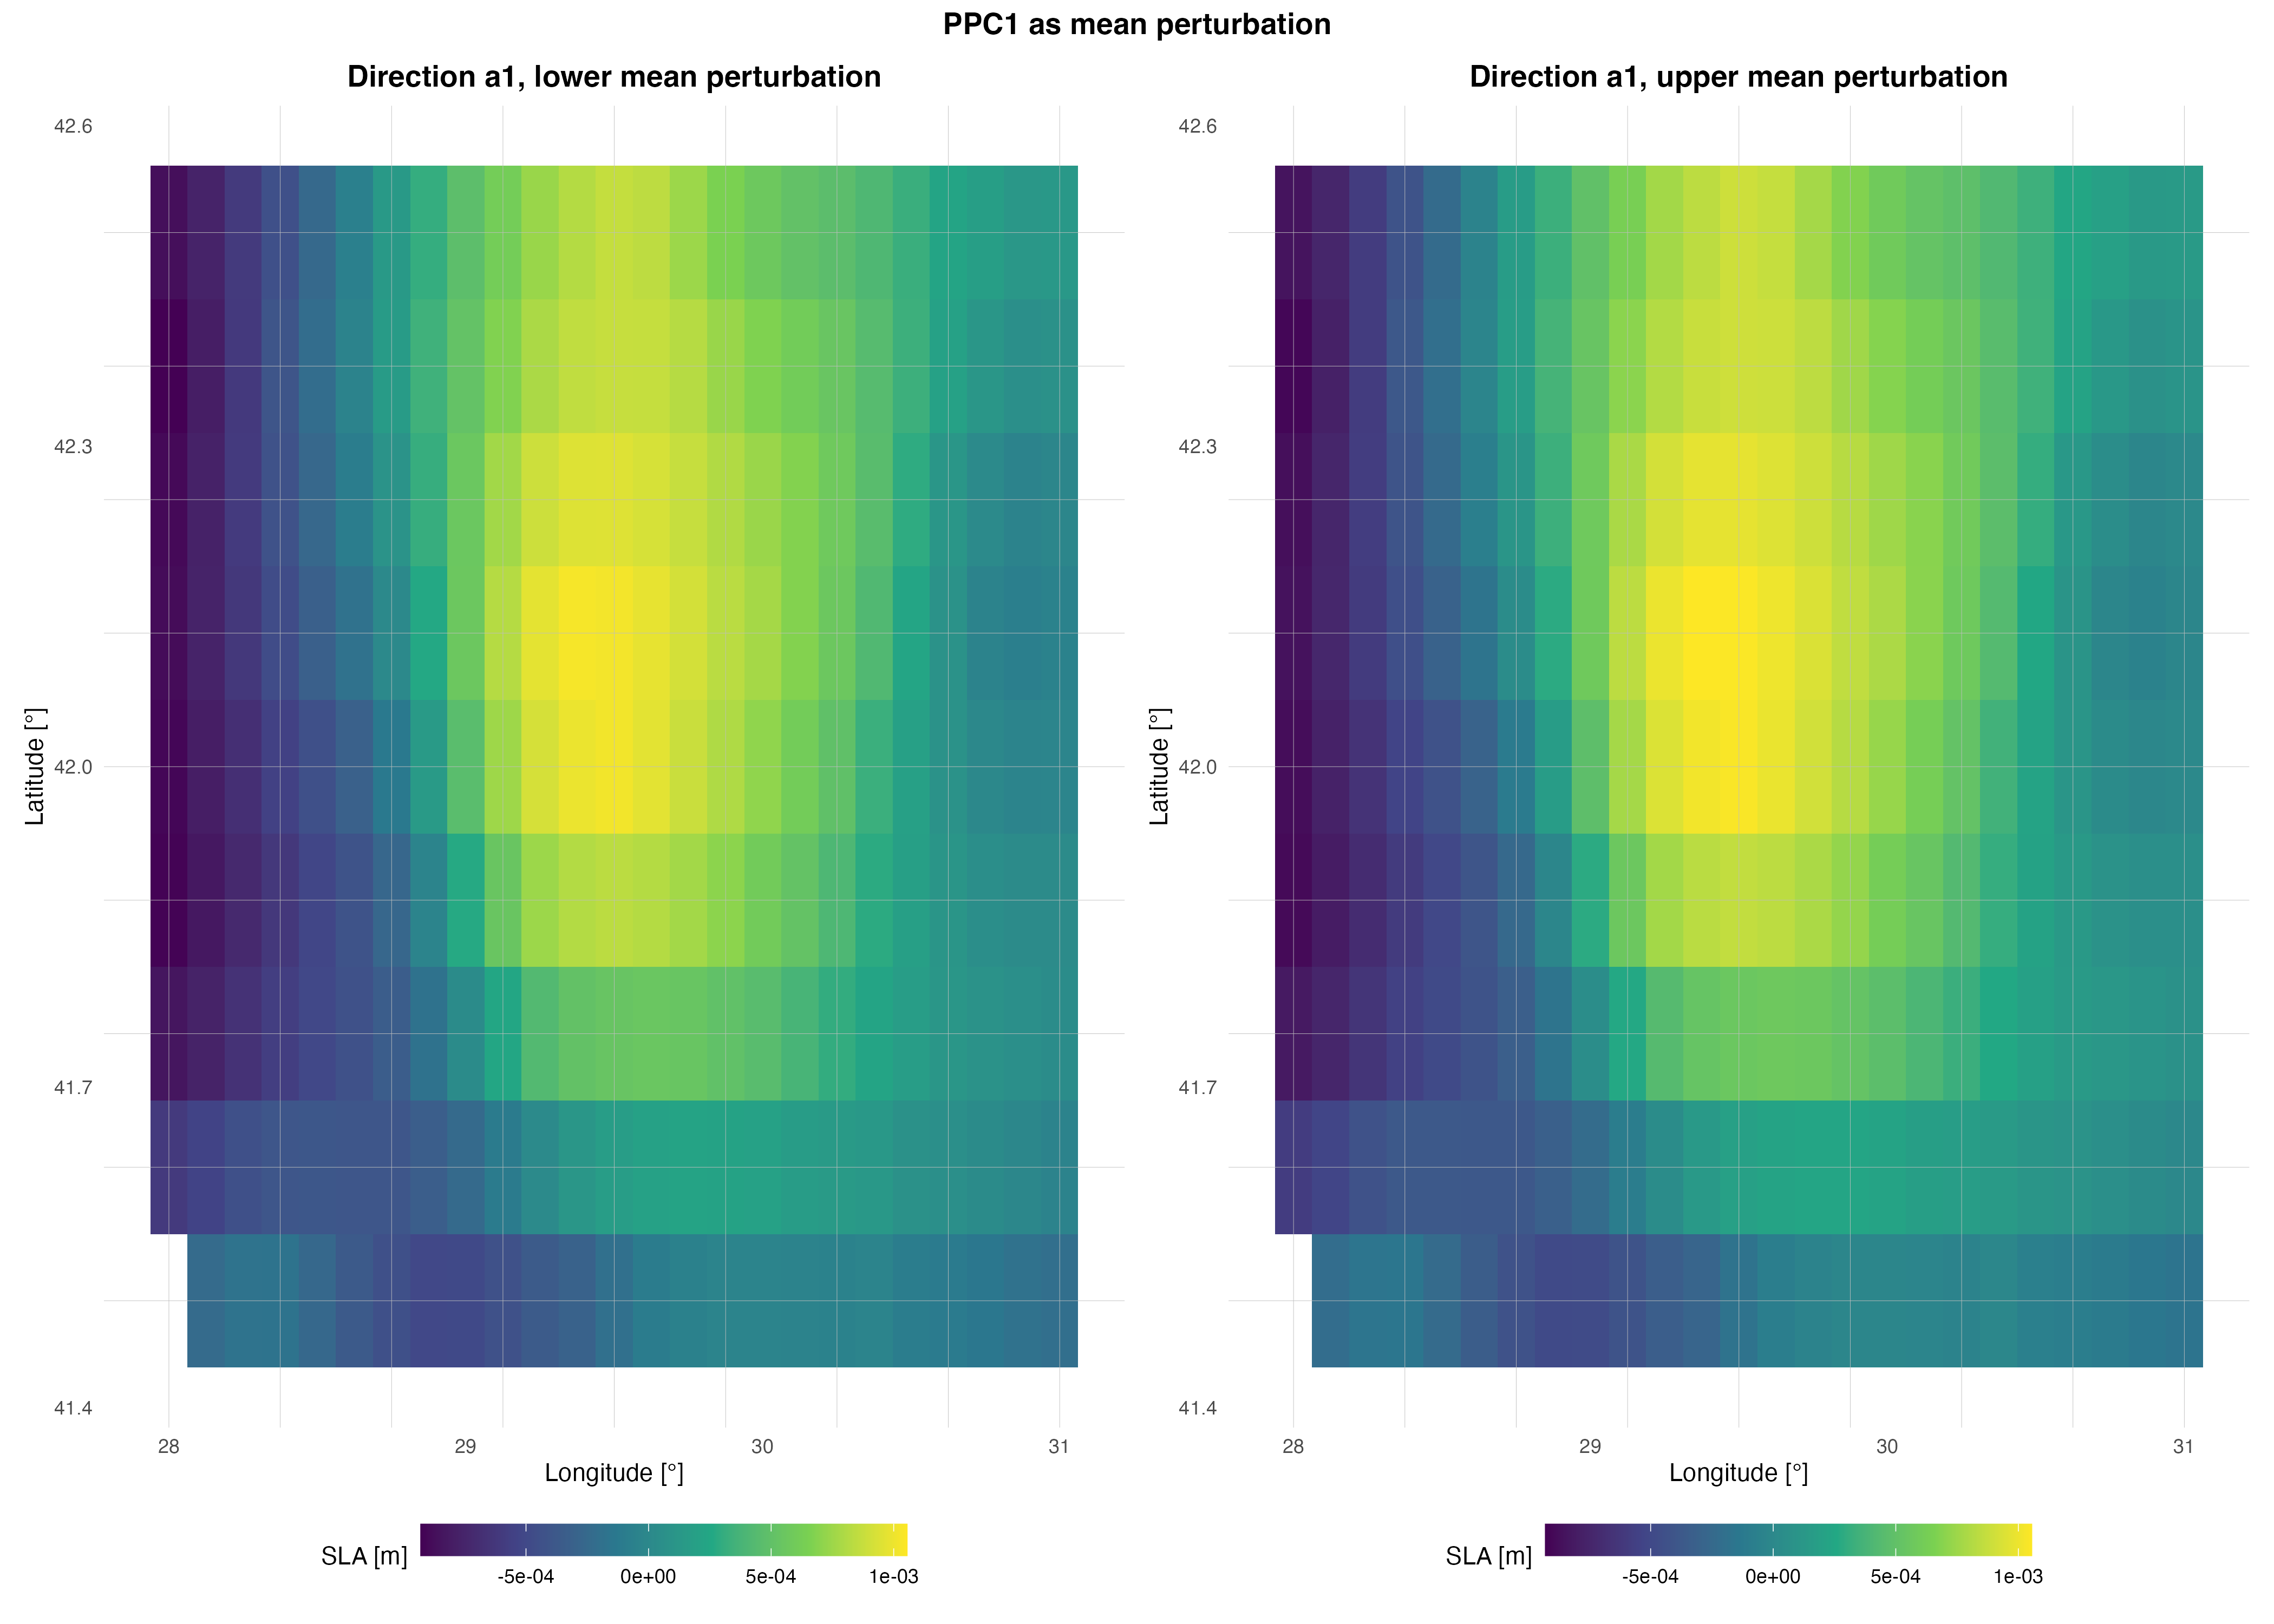 PPC1 as mean perturbation
Direction a1, lower mean perturbation
42.6
42.3
42.0
41.7
41.4
Latitude [°]
28 29 30 31
Longitude [°]
SLA [m]
-5e-04 0e+00 5e-04 1e-03
Direction a1, upper mean perturbation
42.6
42.3
42.0
41.7
41.4
Latitude [°]
28 29 30 31
Longitude [°]
SLA [m]
-5e-04 0e+00 5e-04 1e-03